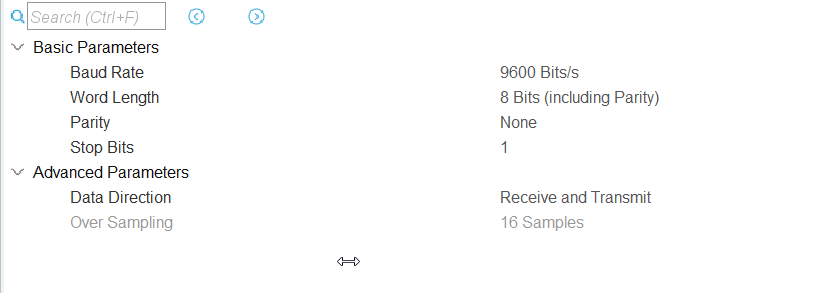 Search (Ctrl+F)
Basic Parameters
Baud Rate 9600 Bits/s
Word Length 8 Bits (including Parity)
Parity None
Stop Bits 1
Advanced Parameters
Data Direction Receive and Transmit
Over Sampling 16 Samples